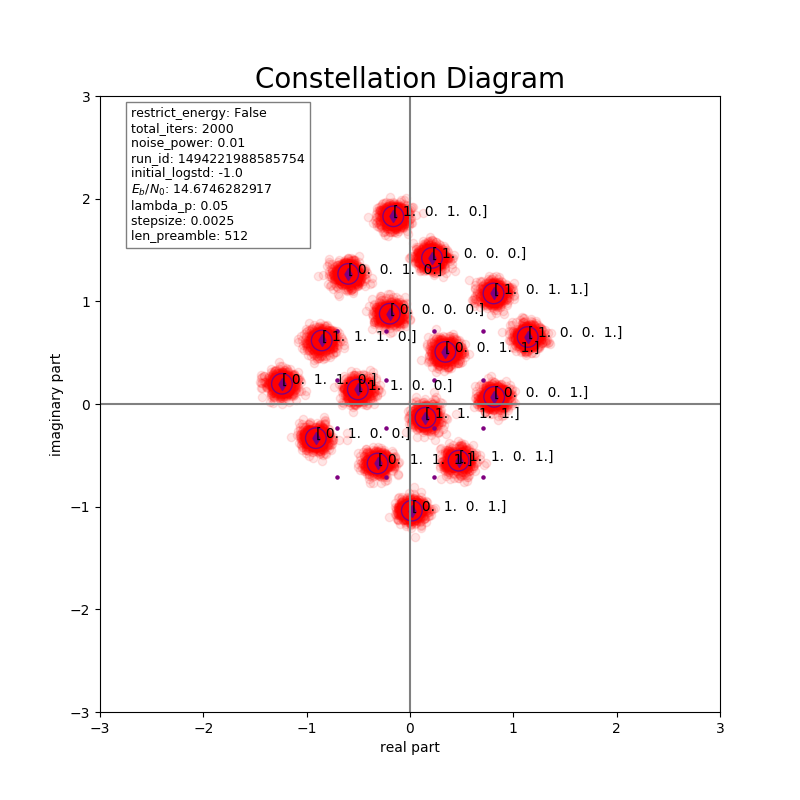 Constellation Diagram
restrict_energy: False
total_iters: 2000
noise_power: 0.01
run_id: 1494221988585754
initial_logstd: -1.0
E_b/N_0: 14.6746282917
lambda_p: 0.05
stepsize: 0.0025
len_preamble: 512
imaginary part
3
2
1
0
−1
−2
−3
[ 1. 0. 1. 0.]
[ 1. 0. 0. 0.]
[ 0. 0. 1. 0.]
[ 1. 0. 1. 1.]
[ 0. 0. 0. 0.]
[ 1. 0. 0. 1.]
[ 1. 1. 1. 0.]
[ 0. 0. 1. 1.]
[ 0. 1. 1. 0.]
[ 1. 1. 0. 0.]
[ 0. 0. 0. 1.]
[ 1. 1. 1. 1.]
[ 0. 1. 0. 0.]
[ 0. 1. 1. 1.]
[ 1. 1. 0. 1.]
[ 0. 1. 0. 1.]
−3 −2 −1 0 1 2 3
real part